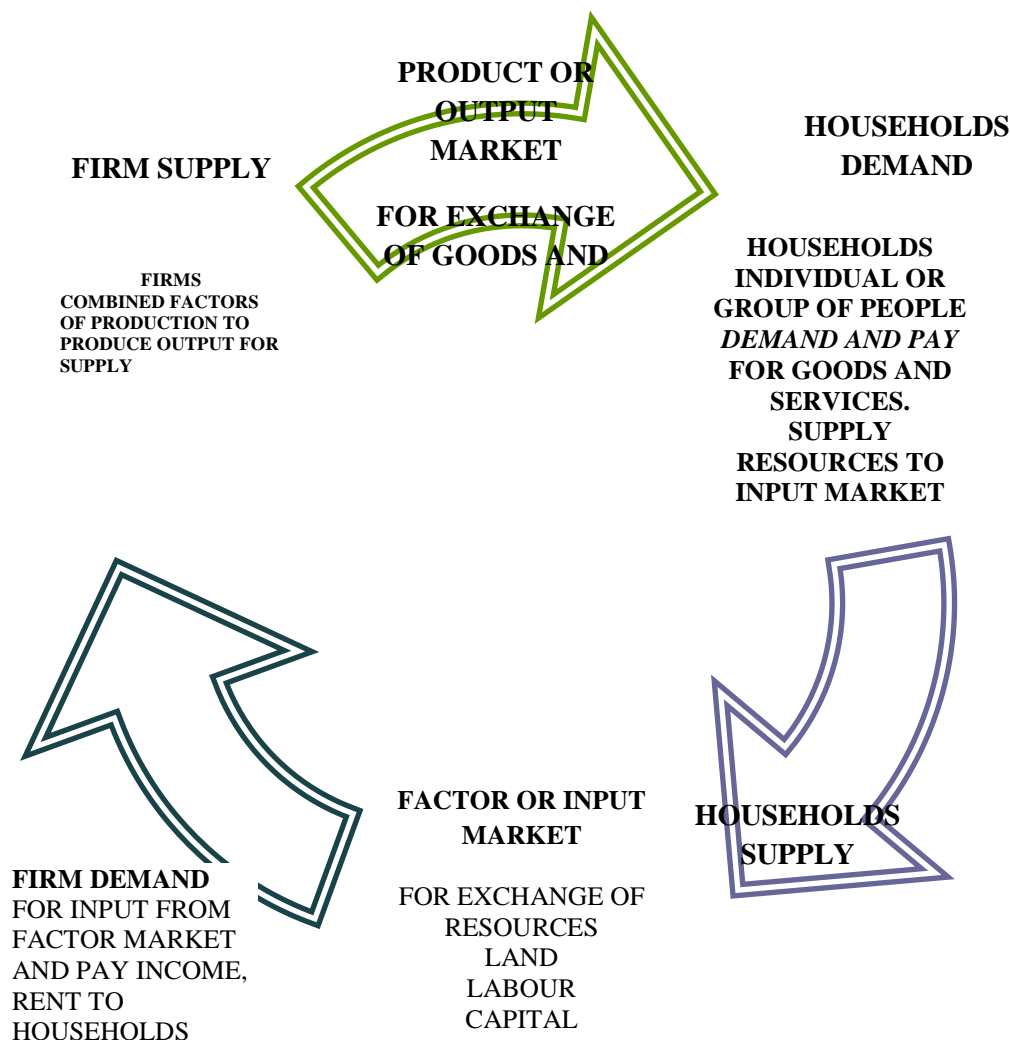 PRODUCT OR
OUTPUT
MARKET
FOR EXCHANGE
OF GOODS AND
FIRM SUPPLY
FIRMS
COMBINED FACTORS
OF PRODUCTION TO
PRODUCE OUTPUT FOR
SUPPLY
HOUSEHOLDS
DEMAND
HOUSEHOLDS
INDIVIDUAL OR
GROUP OF PEOPLE
DEMAND AND PAY
FOR GOODS AND
SERVICES.
SUPPLY
RESOURCES TO
INPUT MARKET
HOUSEHOLDS
SUPPLY
FACTOR OR INPUT
MARKET
FOR EXCHANGE OF
RESOURCES
LAND
LABOUR
CAPITAL
FIRM DEMAND
FOR INPUT FROM
FACTOR MARKET
AND PAY INCOME,
RENT TO
HOUSEHOLDS